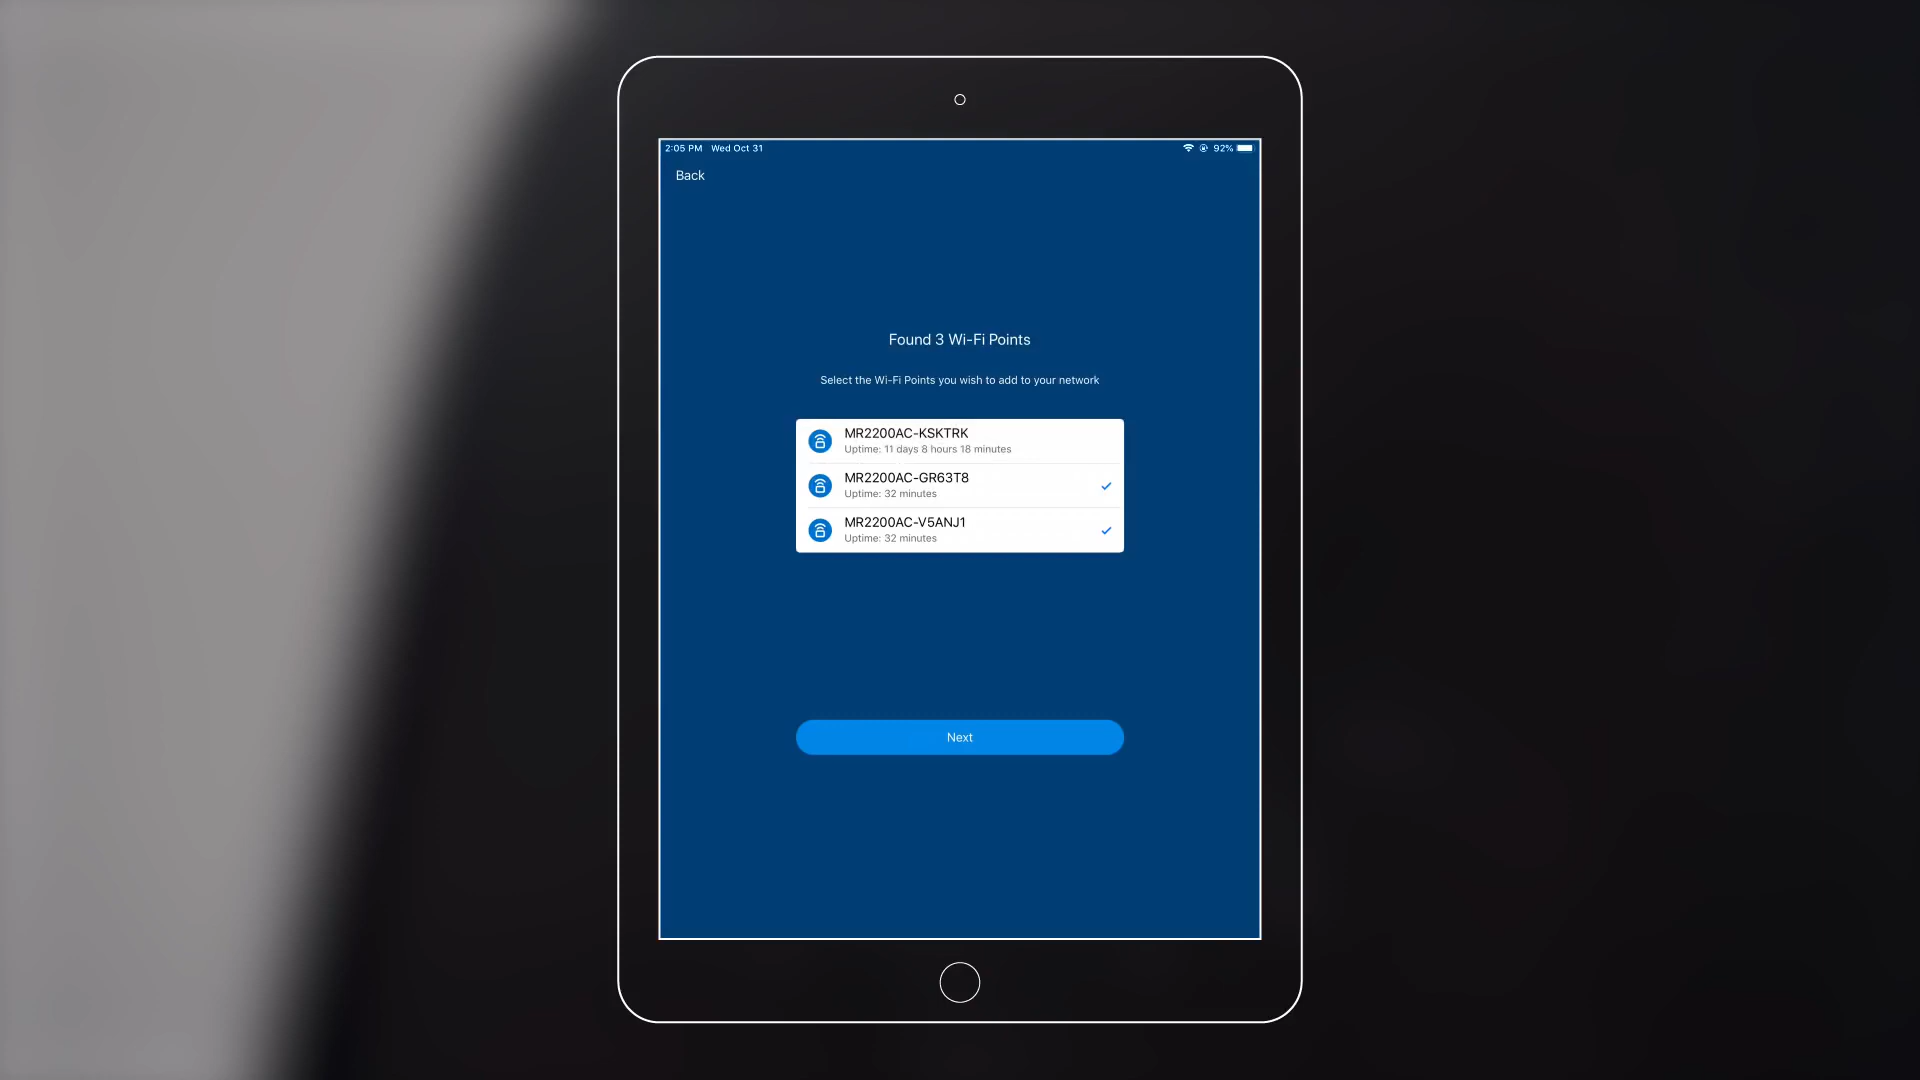 2:05 PM Wed Oct 31
92%
Back
Found 3 Wi-Fi Points
Select the Wi-Fi Points you wish to add to your network
MR2200AC-KSKTRK
Uptime: 11 days 8 hours 18 minutes
MR2200AC-GR63T8
Uptime: 32 minutes
MR2200AC-V5ANJ1
Uptime: 32 minutes
Next